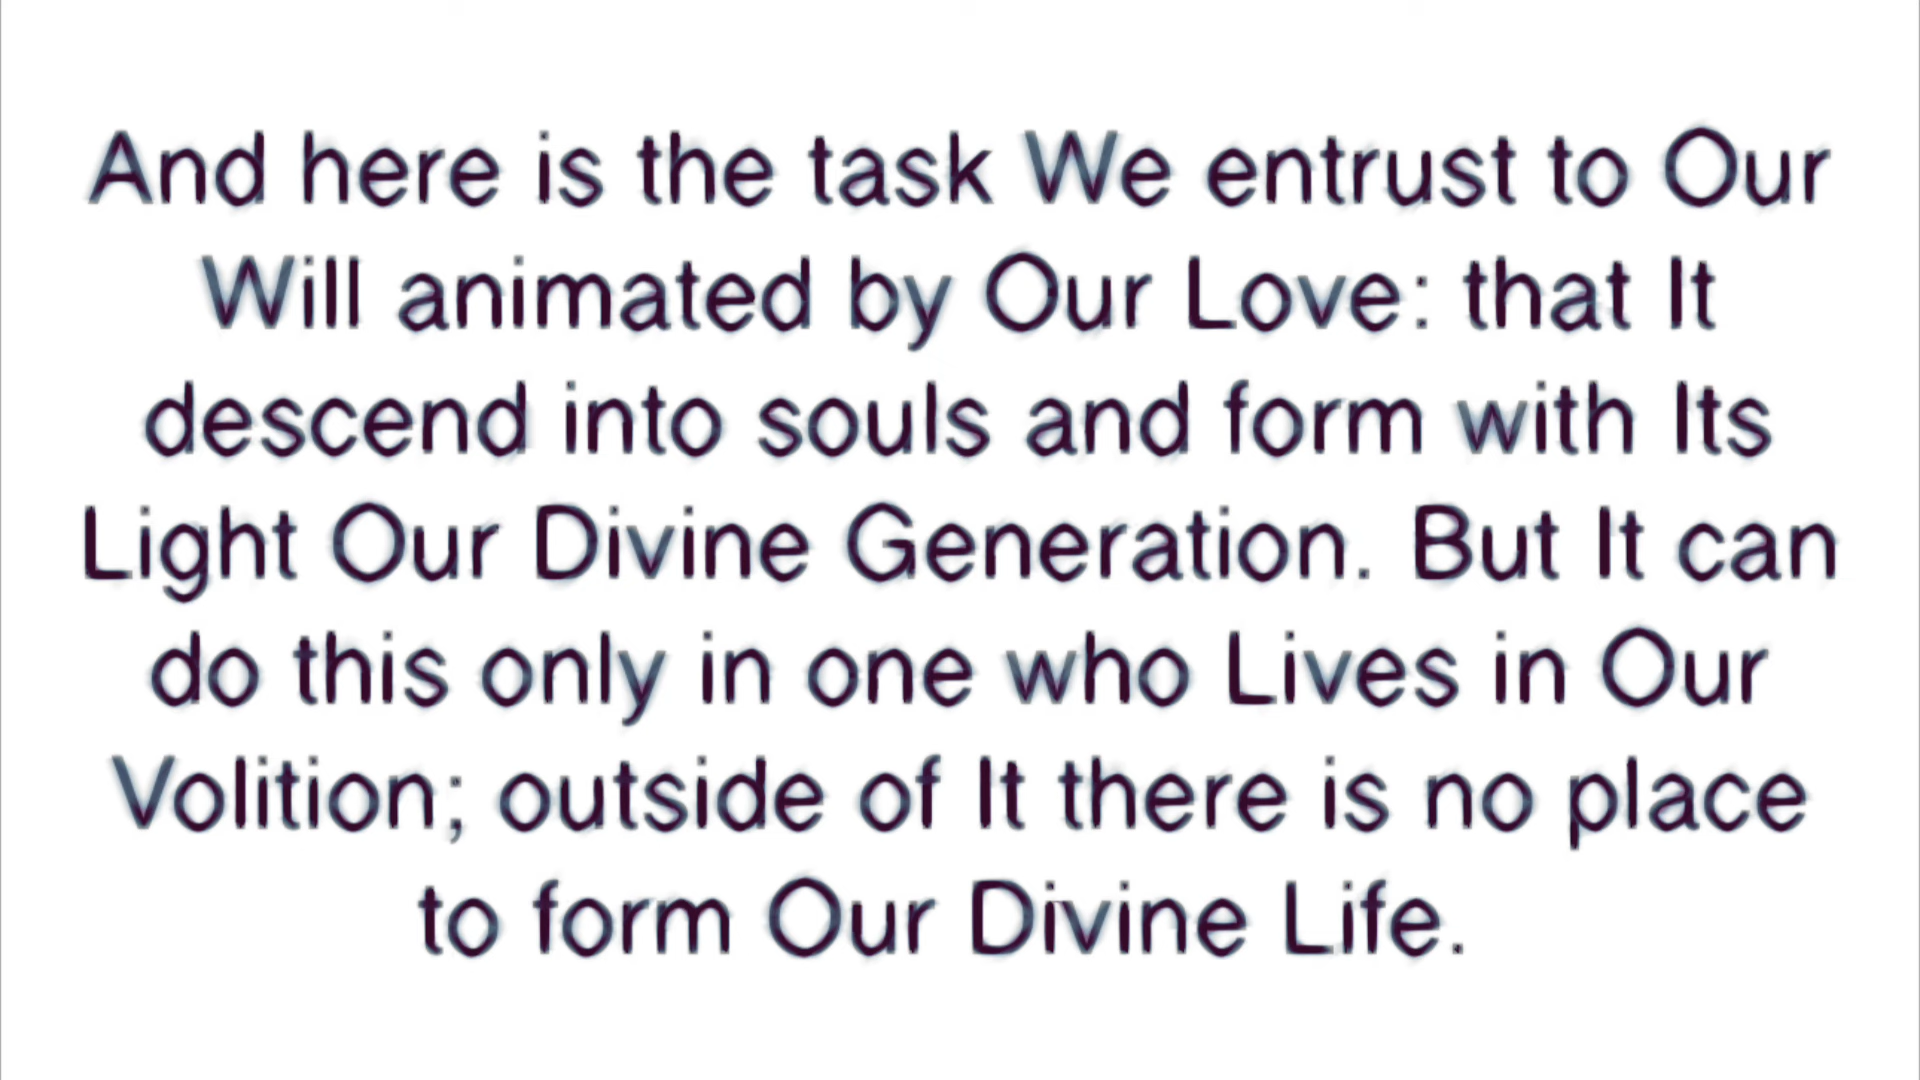 And here is the task We entrust to Our
Will animated by Our Love: that It
descend into souls and form with Its
Light Our Divine Generation. But It can
do this only in one who Lives in Our
Volition; outside of It there is no place
to form Our Divine Life.